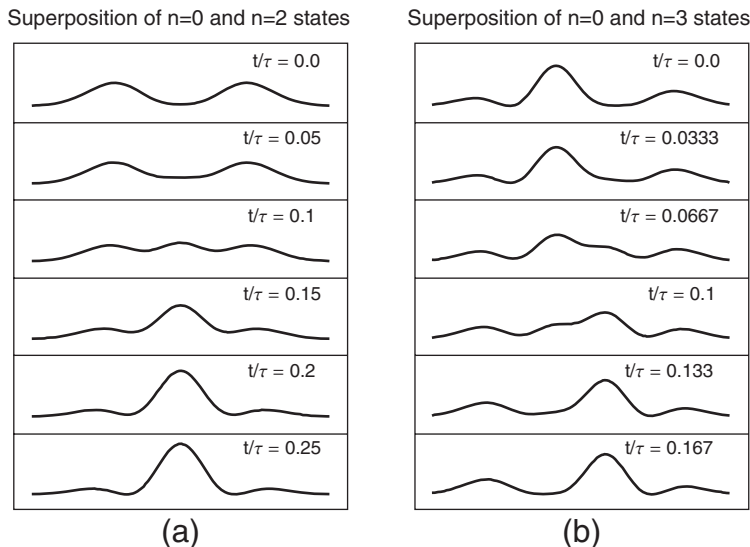 Superposition of n=0 and n=2 states
t/τ = 0.0
t/τ = 0.05
t/τ = 0.1
t/τ = 0.15
t/τ = 0.2
t/τ = 0.25
(a)
Superposition of n=0 and n=3 states
t/τ = 0.0
t/τ = 0.0333
t/τ = 0.0667
t/τ = 0.1
t/τ = 0.133
t/τ = 0.167
(b)